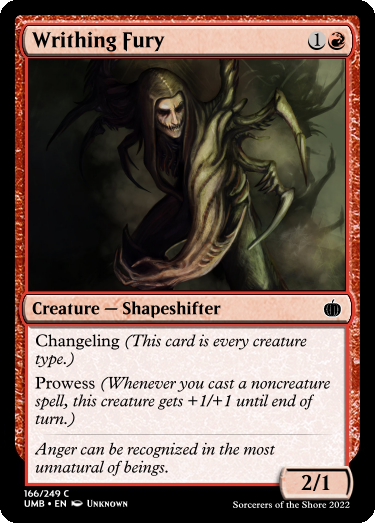 Writhing Fury 1
Creature — Shapeshifter
Changeling (This card is every creature
type.)
Prowess (Whenever you cast a noncreature
spell, this creature gets +1/+1 until end of
turn.)
Anger can be recognized in the most
unnatural of beings.
2/1
166/249 C
UMB • EN Unknown
Sorcerers of the Shore 2022